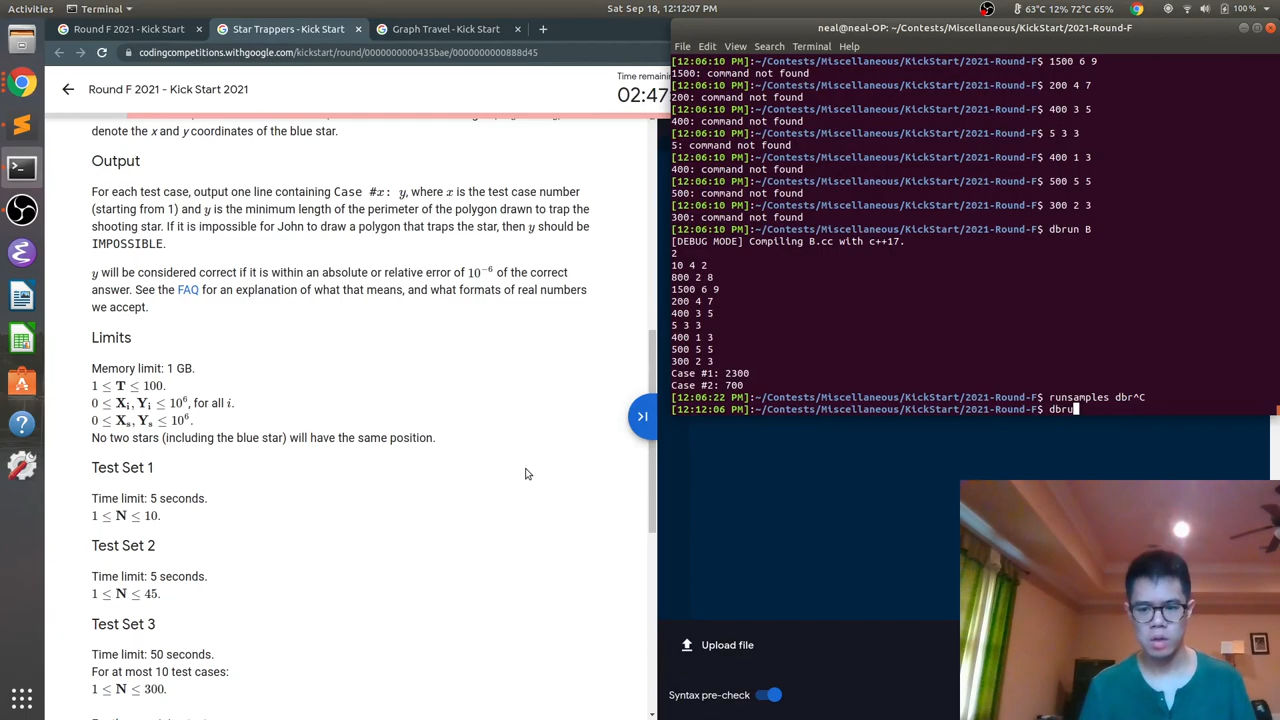 Activities
Terminal
Sat Sep 18, 12:12:07 PM
63°C 12% 72°C 65%
100 %
Round F 2021 - Kick Start
Star Trappers - Kick Start
Graph Travel - Kick Start
codingcompetitions.withgoogle.com/kickstart/round/0000000000435bae/0000000000888d45
Round F 2021 - Kick Start 2021
Time remain
02:47
denote the x and y coordinates of the blue star.
Output
For each test case, output one line containing Case #x: y, where x is the test case number
(starting from 1) and y is the minimum length of the perimeter of the polygon drawn to trap the
shooting star. If it is impossible for John to draw a polygon that traps the star, then y should be
IMPOSSIBLE.
y will be considered correct if it is within an absolute or relative error of 10⁻⁶ of the correct
answer. See the FAQ for an explanation of what that means, and what formats of real numbers
we accept.
Limits
Memory limit: 1 GB.
1 ≤ T ≤ 100.
0 ≤ Xᵢ, Yᵢ ≤ 10⁶, for all i.
0 ≤ Xₛ, Yₛ ≤ 10⁶.
No two stars (including the blue star) will have the same position.
Test Set 1
Time limit: 5 seconds.
1 ≤ N ≤ 10.
Test Set 2
Time limit: 5 seconds.
1 ≤ N ≤ 45.
Test Set 3
Time limit: 50 seconds.
For at most 10 test cases:
1 ≤ N ≤ 300.
neal@neal-OP: ~/Contests/Miscellaneous/KickStart/2021-Round-F
File Edit View Search Terminal Help
[12:06:10 PM]:~/Contests/Miscellaneous/KickStart/2021-Round-F$ 1500 6 9
1500: command not found
[12:06:10 PM]:~/Contests/Miscellaneous/KickStart/2021-Round-F$ 200 4 7
200: command not found
[12:06:10 PM]:~/Contests/Miscellaneous/KickStart/2021-Round-F$ 400 3 5
400: command not found
[12:06:10 PM]:~/Contests/Miscellaneous/KickStart/2021-Round-F$ 5 3 3
5: command not found
[12:06:10 PM]:~/Contests/Miscellaneous/KickStart/2021-Round-F$ 400 1 3
400: command not found
[12:06:10 PM]:~/Contests/Miscellaneous/KickStart/2021-Round-F$ 500 5 5
500: command not found
[12:06:10 PM]:~/Contests/Miscellaneous/KickStart/2021-Round-F$ 300 2 3
300: command not found
[12:06:10 PM]:~/Contests/Miscellaneous/KickStart/2021-Round-F$ dbrun B
[DEBUG MODE] Compiling B.cc with c++17.
2
10 4 2
800 2 8
1500 6 9
200 4 7
400 3 5
5 3 3
400 1 3
500 5 5
300 2 3
Case #1: 2300
Case #2: 700
[12:06:22 PM]:~/Contests/Miscellaneous/KickStart/2021-Round-F$ runsamples dbr^C
[12:12:06 PM]:~/Contests/Miscellaneous/KickStart/2021-Round-F$ dbru
Upload file
Syntax pre-check